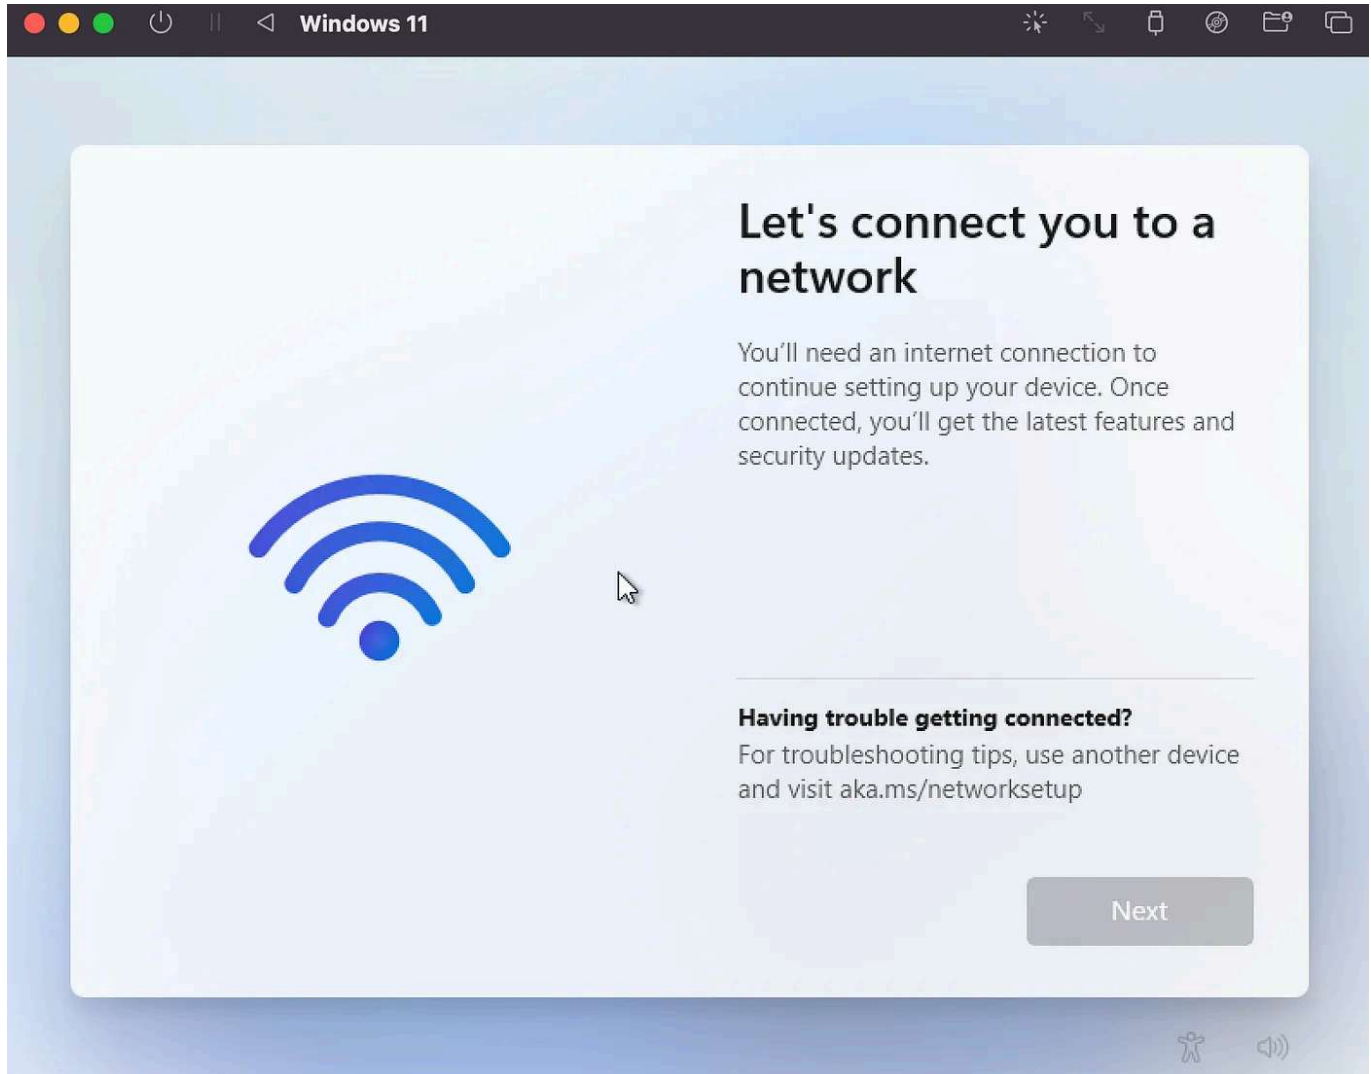 Windows 11
Let's connect you to a
network
You’ll need an internet connection to
continue setting up your device. Once
connected, you’ll get the latest features and
security updates.
Having trouble getting connected?
For troubleshooting tips, use another device
and visit aka.ms/networksetup
Next